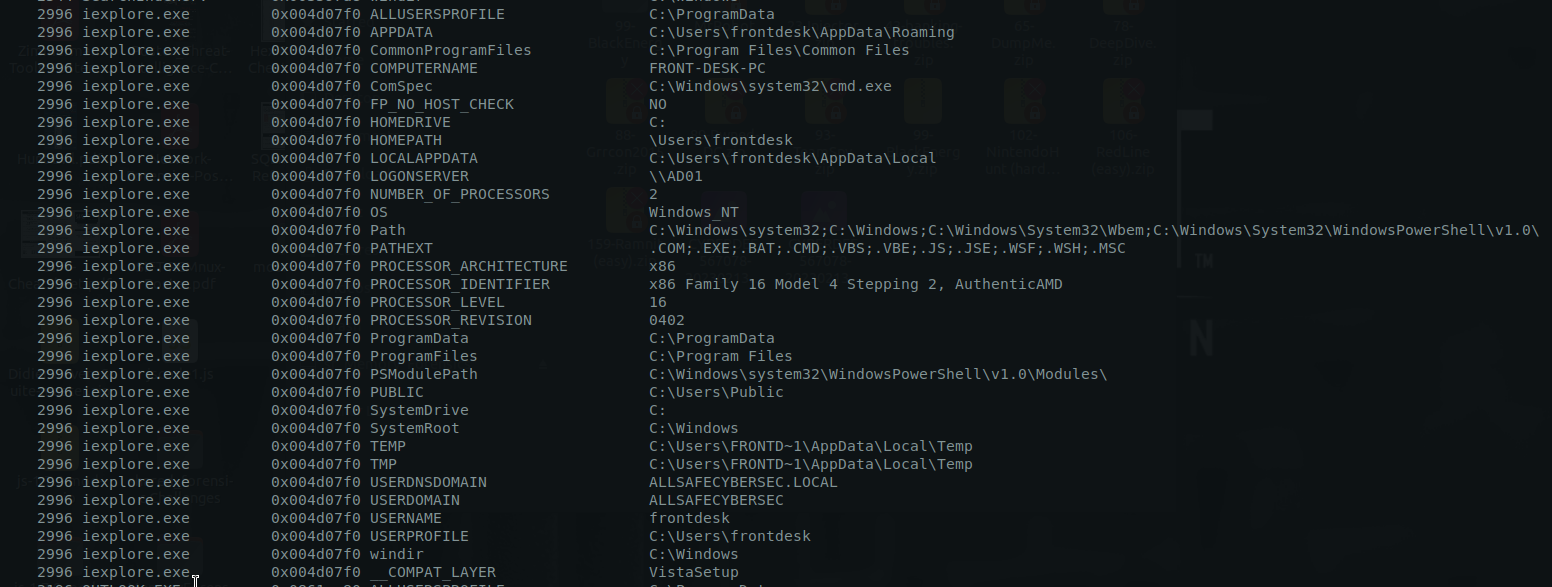 2996 iexplore.exe 0x004d07f0 ALLUSERSPROFILE C:\ProgramData
2996 iexplore.exe 0x004d07f0 APPDATA C:\Users\frontdesk\AppData\Roaming
2996 iexplore.exe 0x004d07f0 CommonProgramFiles C:\Program Files\Common Files
2996 iexplore.exe 0x004d07f0 COMPUTERNAME FRONT-DESK-PC
2996 iexplore.exe 0x004d07f0 ComSpec C:\Windows\system32\cmd.exe
2996 iexplore.exe 0x004d07f0 FP_NO_HOST_CHECK NO
2996 iexplore.exe 0x004d07f0 HOMEDRIVE C:
2996 iexplore.exe 0x004d07f0 HOMEPATH \Users\frontdesk
2996 iexplore.exe 0x004d07f0 LOCALAPPDATA C:\Users\frontdesk\AppData\Local
2996 iexplore.exe 0x004d07f0 LOGONSERVER \\AD01
2996 iexplore.exe 0x004d07f0 NUMBER_OF_PROCESSORS 2
2996 iexplore.exe 0x004d07f0 OS Windows_NT
2996 iexplore.exe 0x004d07f0 Path C:\Windows\system32;C:\Windows;C:\Windows\System32\Wbem;C:\Windows\System32\WindowsPowerShell\v1.0\
2996 iexplore.exe 0x004d07f0 PATHEXT .COM;.EXE;.BAT;.CMD;.VBS;.VBE;.JS;.JSE;.WSF;.WSH;.MSC
2996 iexplore.exe 0x004d07f0 PROCESSOR_ARCHITECTURE x86
2996 iexplore.exe 0x004d07f0 PROCESSOR_IDENTIFIER x86 Family 16 Model 4 Stepping 2, AuthenticAMD
2996 iexplore.exe 0x004d07f0 PROCESSOR_LEVEL 16
2996 iexplore.exe 0x004d07f0 PROCESSOR_REVISION 0402
2996 iexplore.exe 0x004d07f0 ProgramData C:\ProgramData
2996 iexplore.exe 0x004d07f0 ProgramFiles C:\Program Files
2996 iexplore.exe 0x004d07f0 PSModulePath C:\Windows\system32\WindowsPowerShell\v1.0\Modules\
2996 iexplore.exe 0x004d07f0 PUBLIC C:\Users\Public
2996 iexplore.exe 0x004d07f0 SystemDrive C:
2996 iexplore.exe 0x004d07f0 SystemRoot C:\Windows
2996 iexplore.exe 0x004d07f0 TEMP C:\Users\FRONTD~1\AppData\Local\Temp
2996 iexplore.exe 0x004d07f0 TMP C:\Users\FRONTD~1\AppData\Local\Temp
2996 iexplore.exe 0x004d07f0 USERDNSDOMAIN ALLSAFECYBERSEC.LOCAL
2996 iexplore.exe 0x004d07f0 USERDOMAIN ALLSAFECYBERSEC
2996 iexplore.exe 0x004d07f0 USERNAME frontdesk
2996 iexplore.exe 0x004d07f0 USERPROFILE C:\Users\frontdesk
2996 iexplore.exe 0x004d07f0 windir C:\Windows
2996 iexplore.exe 0x004d07f0 __COMPAT_LAYER VistaSetup